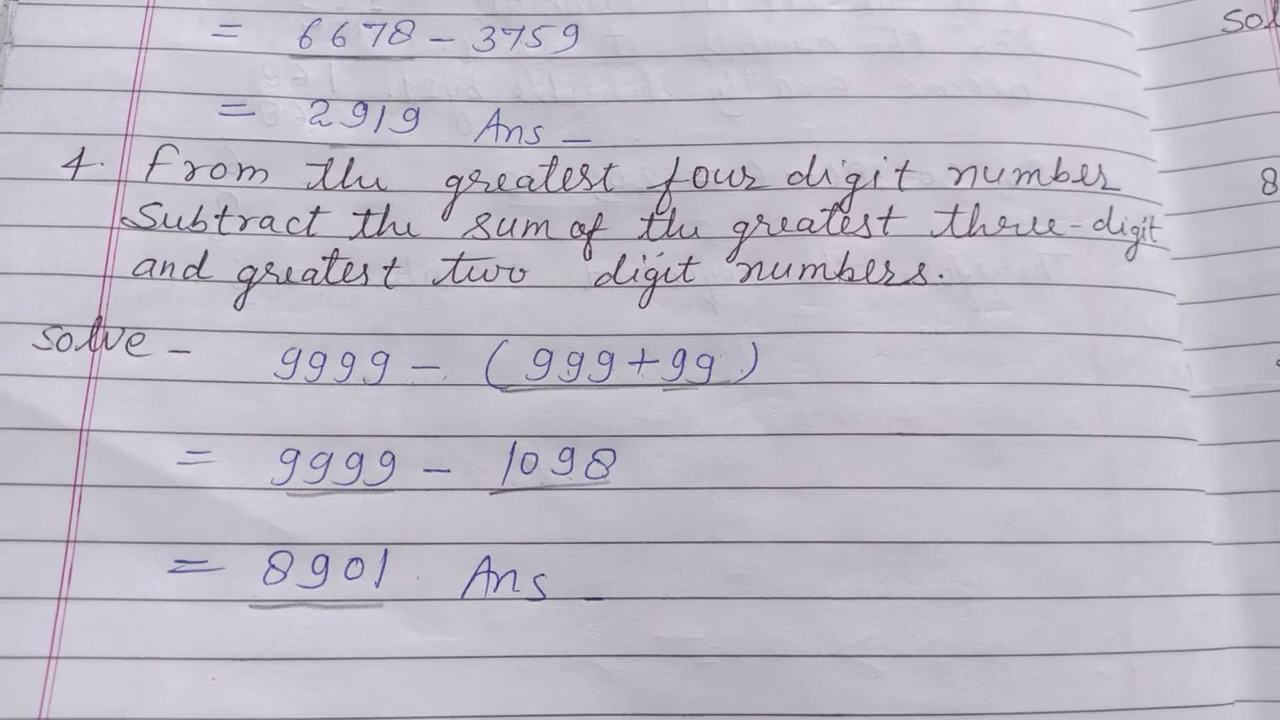 = 6678 - 3759
= 2919 Ans -
4. From the greatest four digit number
Subtract the sum of the greatest three-digit
and greatest two digit numbers.
solve - 9999 - (999+99)
= 9999 - 1098
= 8901 Ans -
8